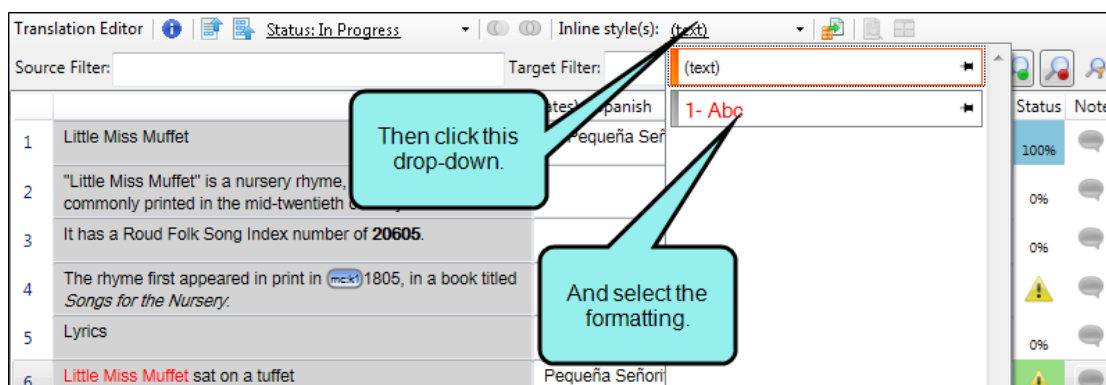 Translation Editor Status: In Progress Inline style(s): (text)
Source Filter: Target Filter: (text)
1- Abc
Spanish Status Note
1 Little Miss Muffet Pequeña Señ 100%
Then click this
drop-down.
2 "Little Miss Muffet" is a nursery rhyme, 0%
commonly printed in the mid-twentieth
3 It has a Roud Folk Song Index number of 20605. 0%
4 The rhyme first appeared in print in mc:k1 1805, in a book titled
Songs for the Nursery.
And select the
formatting.
5 Lyrics 0%
6 Little Miss Muffet sat on a tuffet Pequeña Señori